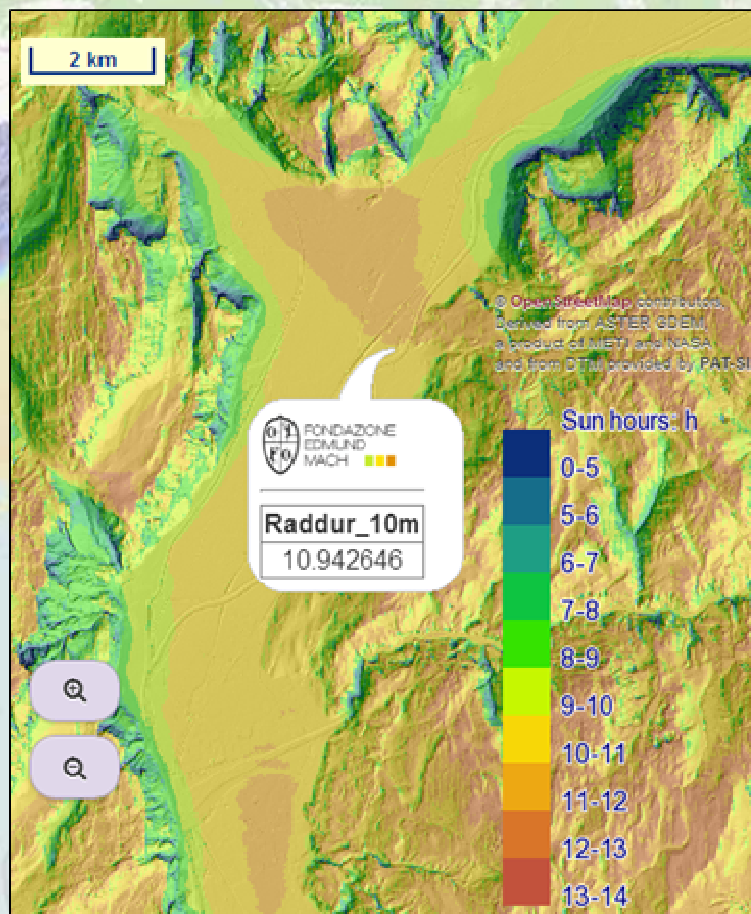 2 km
© OpenStreetMap contributors,
Derived from ASTER GDEM,
a product of METI and NASA
and from DTM provided by PAT-SI
FONDAZIONE
EDMUND
MACH
Raddur_10m
10.942646
Sun hours: h
0-5
5-6
6-7
7-8
8-9
9-10
10-11
11-12
12-13
13-14